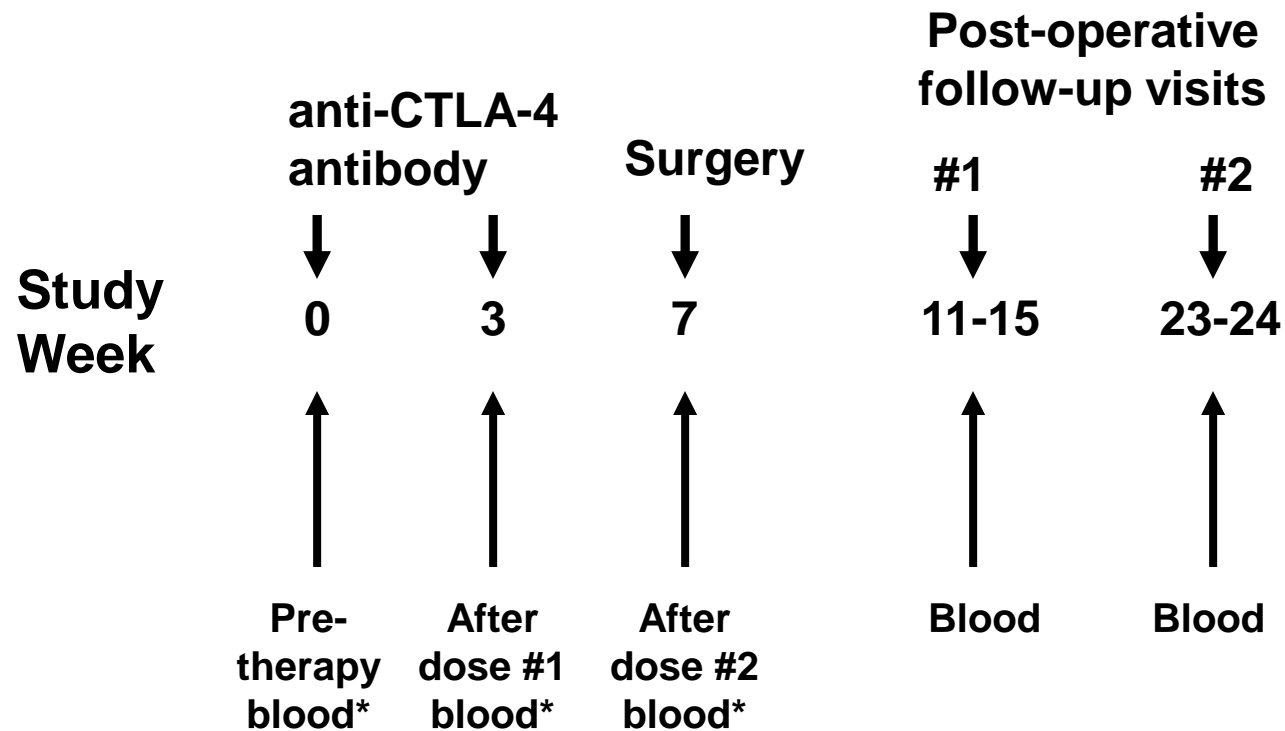 Post-operative
follow-up visits
anti-CTLA-4
antibody
Surgery
#1
#2
Study
Week
0
3
7
11-15
23-24
Pre-
therapy
blood*
After
dose #1
blood*
After
dose #2
blood*
Blood
Blood